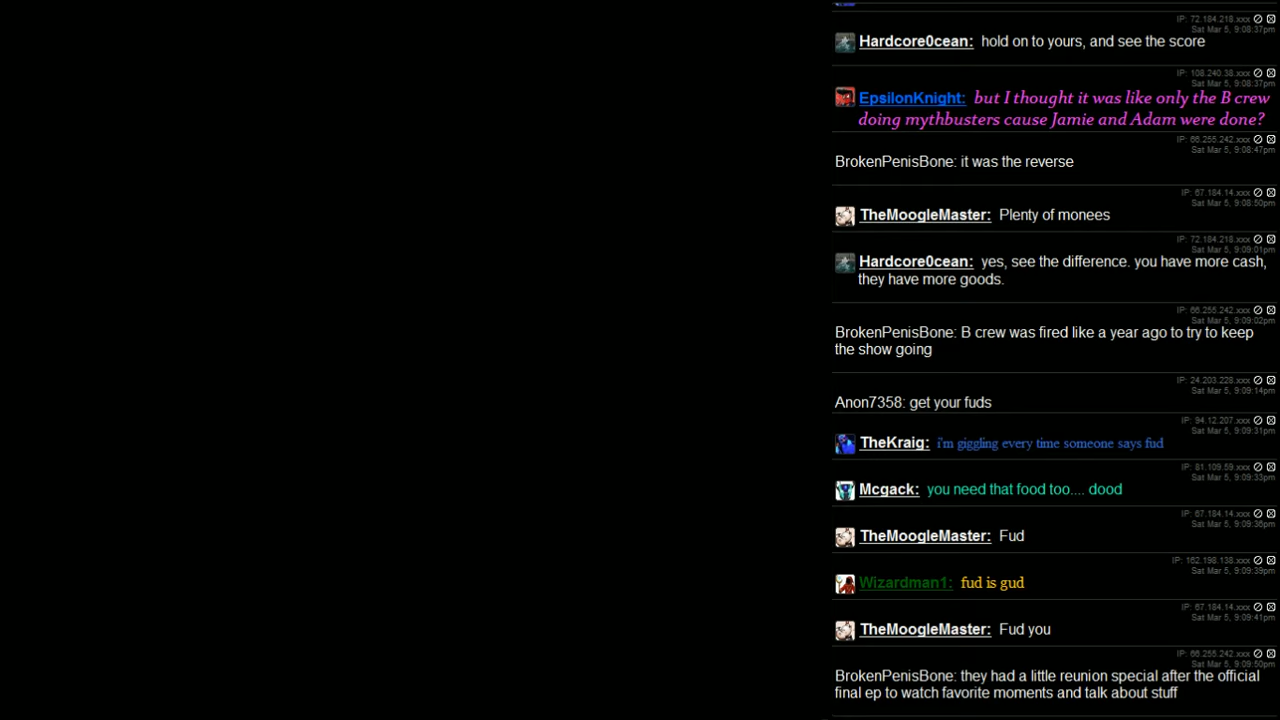 IP: 72.184.218.xxx
Sat Mar 5, 9:08:37pm
Hardcore0cean: hold on to yours, and see the score
IP: 108.240.38.xxx
Sat Mar 5, 9:08:37pm
EpsilonKnight: but I thought it was like only the B crew
doing mythbusters cause Jamie and Adam were done?
IP: 66.255.242.xxx
Sat Mar 5, 9:08:47pm
BrokenPenisBone: it was the reverse
IP: 67.184.14.xxx
Sat Mar 5, 9:08:50pm
TheMoogleMaster: Plenty of monees
IP: 72.184.218.xxx
Sat Mar 5, 9:09:01pm
Hardcore0cean: yes, see the difference. you have more cash,
they have more goods.
IP: 66.255.242.xxx
Sat Mar 5, 9:09:02pm
BrokenPenisBone: B crew was fired like a year ago to try to keep
the show going
IP: 24.203.228.xxx
Sat Mar 5, 9:09:14pm
Anon7358: get your fuds
IP: 94.12.207.xxx
Sat Mar 5, 9:09:31pm
TheKraig: i'm giggling every time someone says fud
IP: 81.109.59.xxx
Sat Mar 5, 9:09:33pm
Mcgack: you need that food too.... dood
IP: 67.184.14.xxx
Sat Mar 5, 9:09:36pm
TheMoogleMaster: Fud
IP: 162.198.138.xxx
Sat Mar 5, 9:09:39pm
Wizardman1: fud is gud
IP: 67.184.14.xxx
Sat Mar 5, 9:09:41pm
TheMoogleMaster: Fud you
IP: 66.255.242.xxx
Sat Mar 5, 9:09:50pm
BrokenPenisBone: they had a little reunion special after the official
final ep to watch favorite moments and talk about stuff